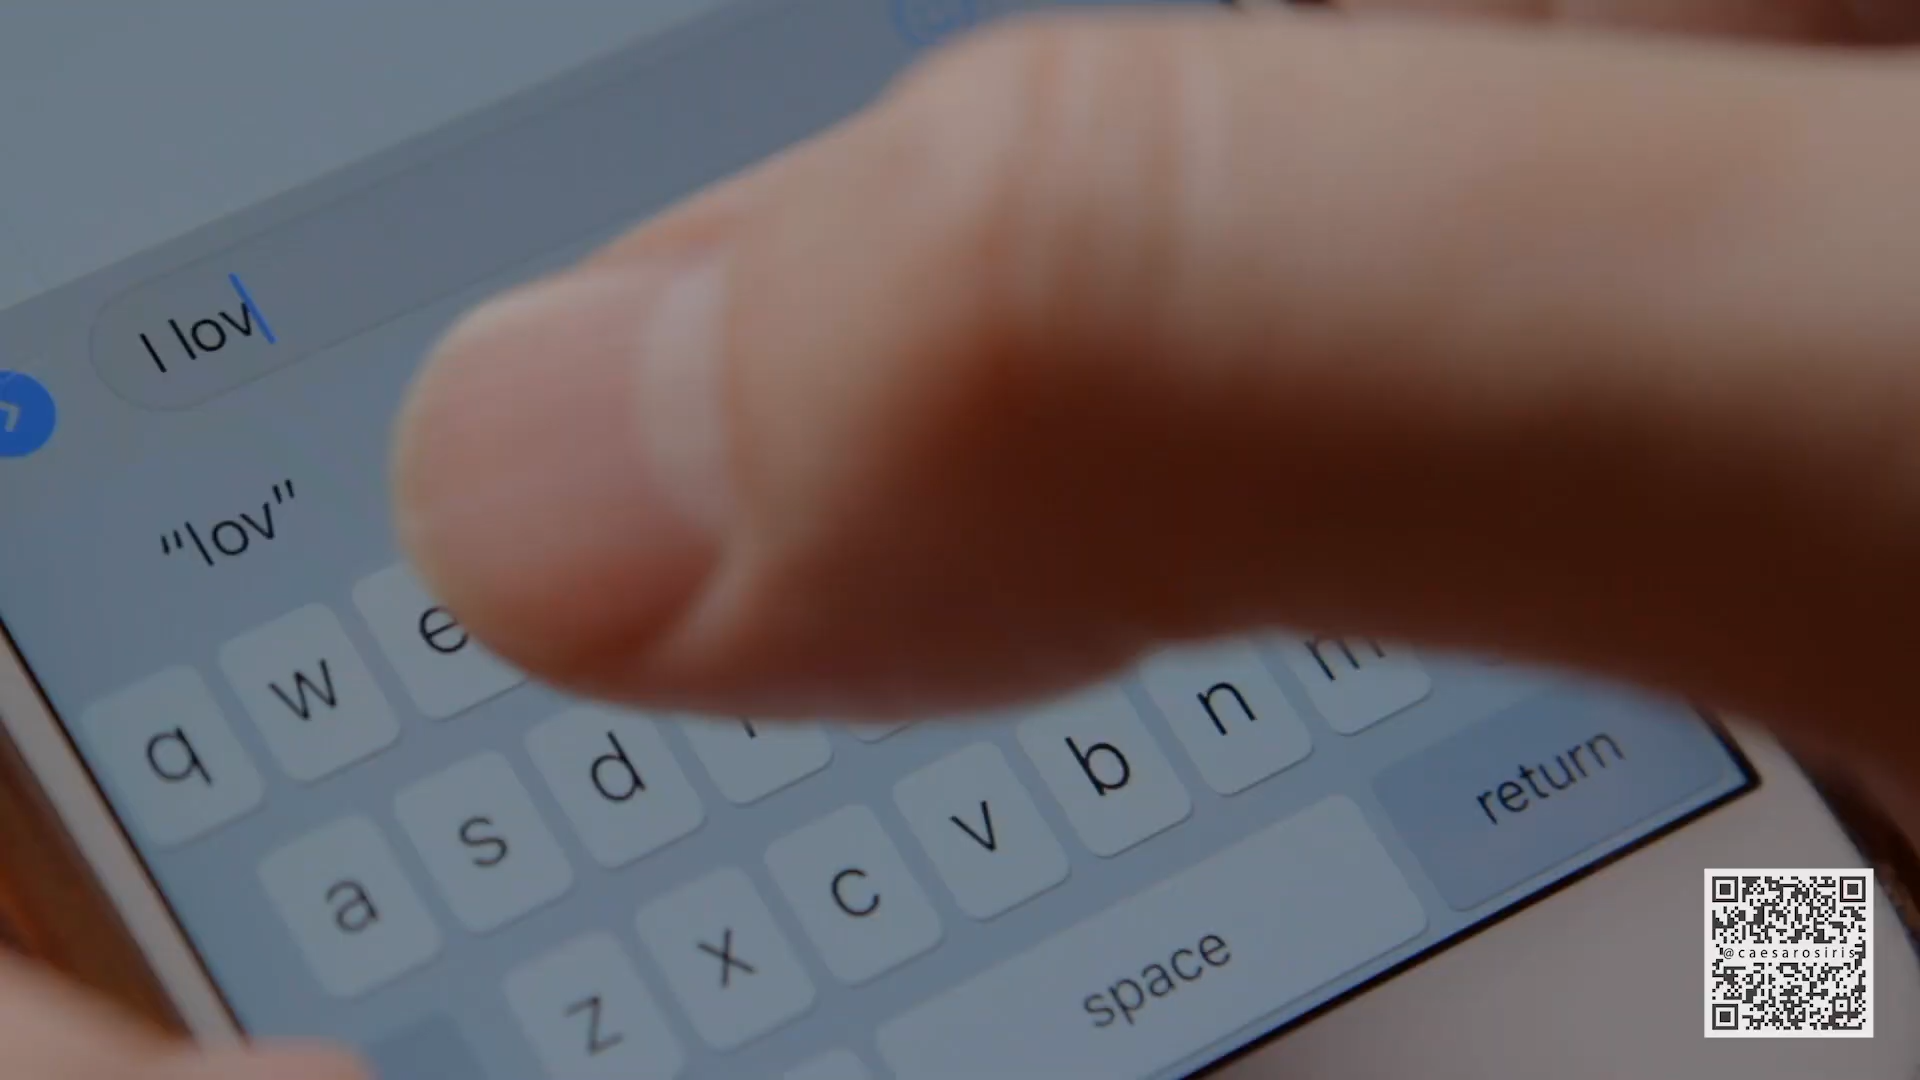 I lov
“lov”
q w e
a s d
z x c v b n m
return
space
@caesarosiris